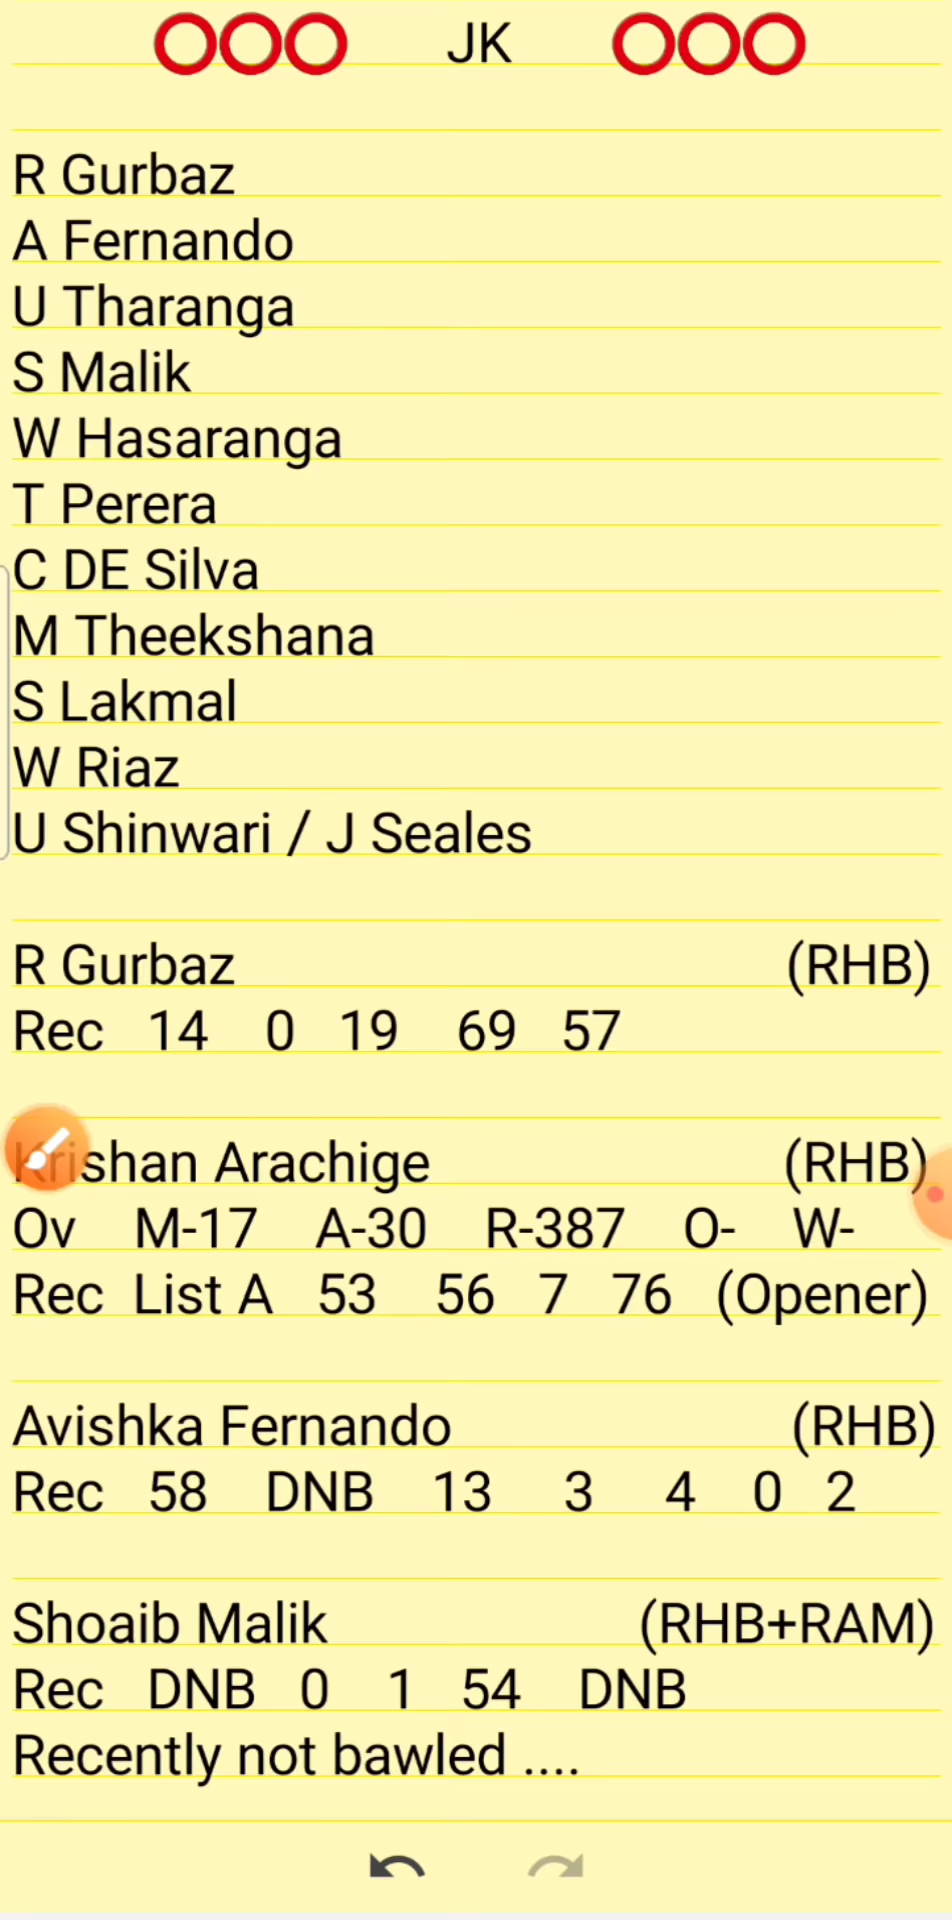 ⭕⭕⭕ JK ⭕⭕⭕
R Gurbaz
A Fernando
U Tharanga
S Malik
W Hasaranga
T Perera
C DE Silva
M Theekshana
S Lakmal
W Riaz
U Shinwari / J Seales
R Gurbaz (RHB)
Rec 14 0 19 69 57
Krishan Arachige (RHB)
Ov M-17 A-30 R-387 O- W-
Rec List A 53 56 7 76 (Opener)
Avishka Fernando (RHB)
Rec 58 DNB 13 3 4 0 2
Shoaib Malik (RHB+RAM)
Rec DNB 0 1 54 DNB
Recently not bawled ....